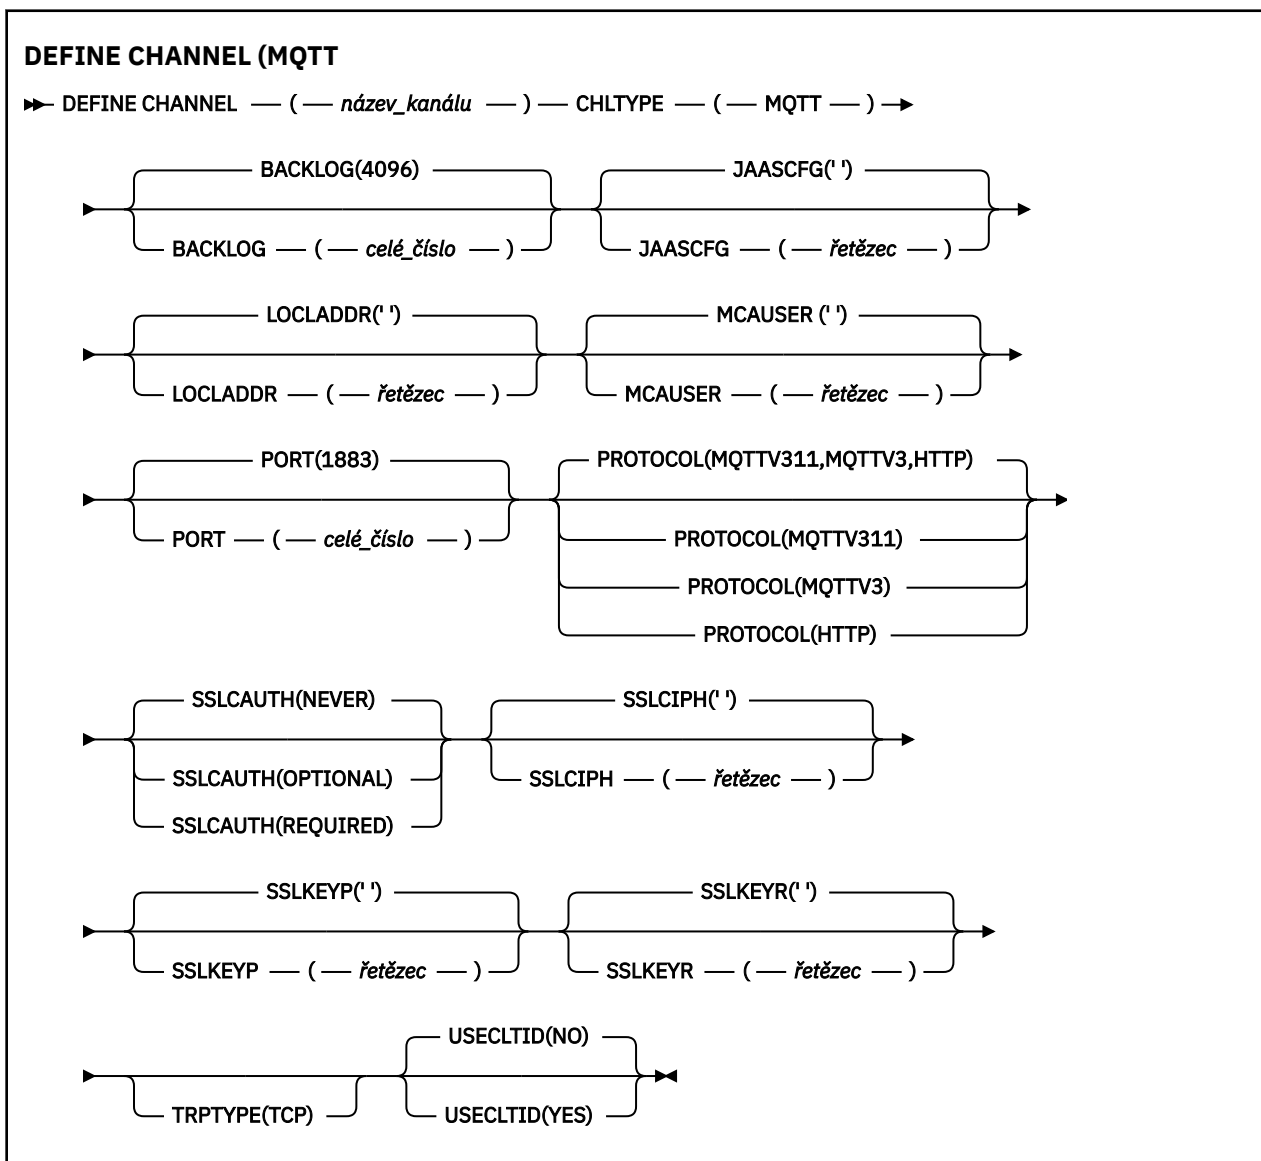 DEFINE CHANNEL (MQTT
DEFINE CHANNEL ( název_kanálu ) CHLTYPE ( MQTT )
BACKLOG(4096) JAASCFG(' ')
BACKLOG ( celé_číslo ) JAASCFG ( řetězec )
LOCLADDR(' ') MCAUSER (' ')
LOCLADDR ( řetězec ) MCAUSER ( řetězec )
PORT(1883) PROTOCOL(MQTTV311,MQTTV3,HTTP)
PORT ( celé_číslo ) PROTOCOL(MQTTV311)
PROTOCOL(MQTTV3)
PROTOCOL(HTTP)
SSLCAUTH(NEVER) SSLCIPH(' ')
SSLCAUTH(OPTIONAL) SSLCIPH ( řetězec )
SSLCAUTH(REQUIRED)
SSLKEYP(' ') SSLKEYR(' ')
SSLKEYP ( řetězec ) SSLKEYR ( řetězec )
USECLTID(NO)
TRPTYPE(TCP) USECLTID(YES)